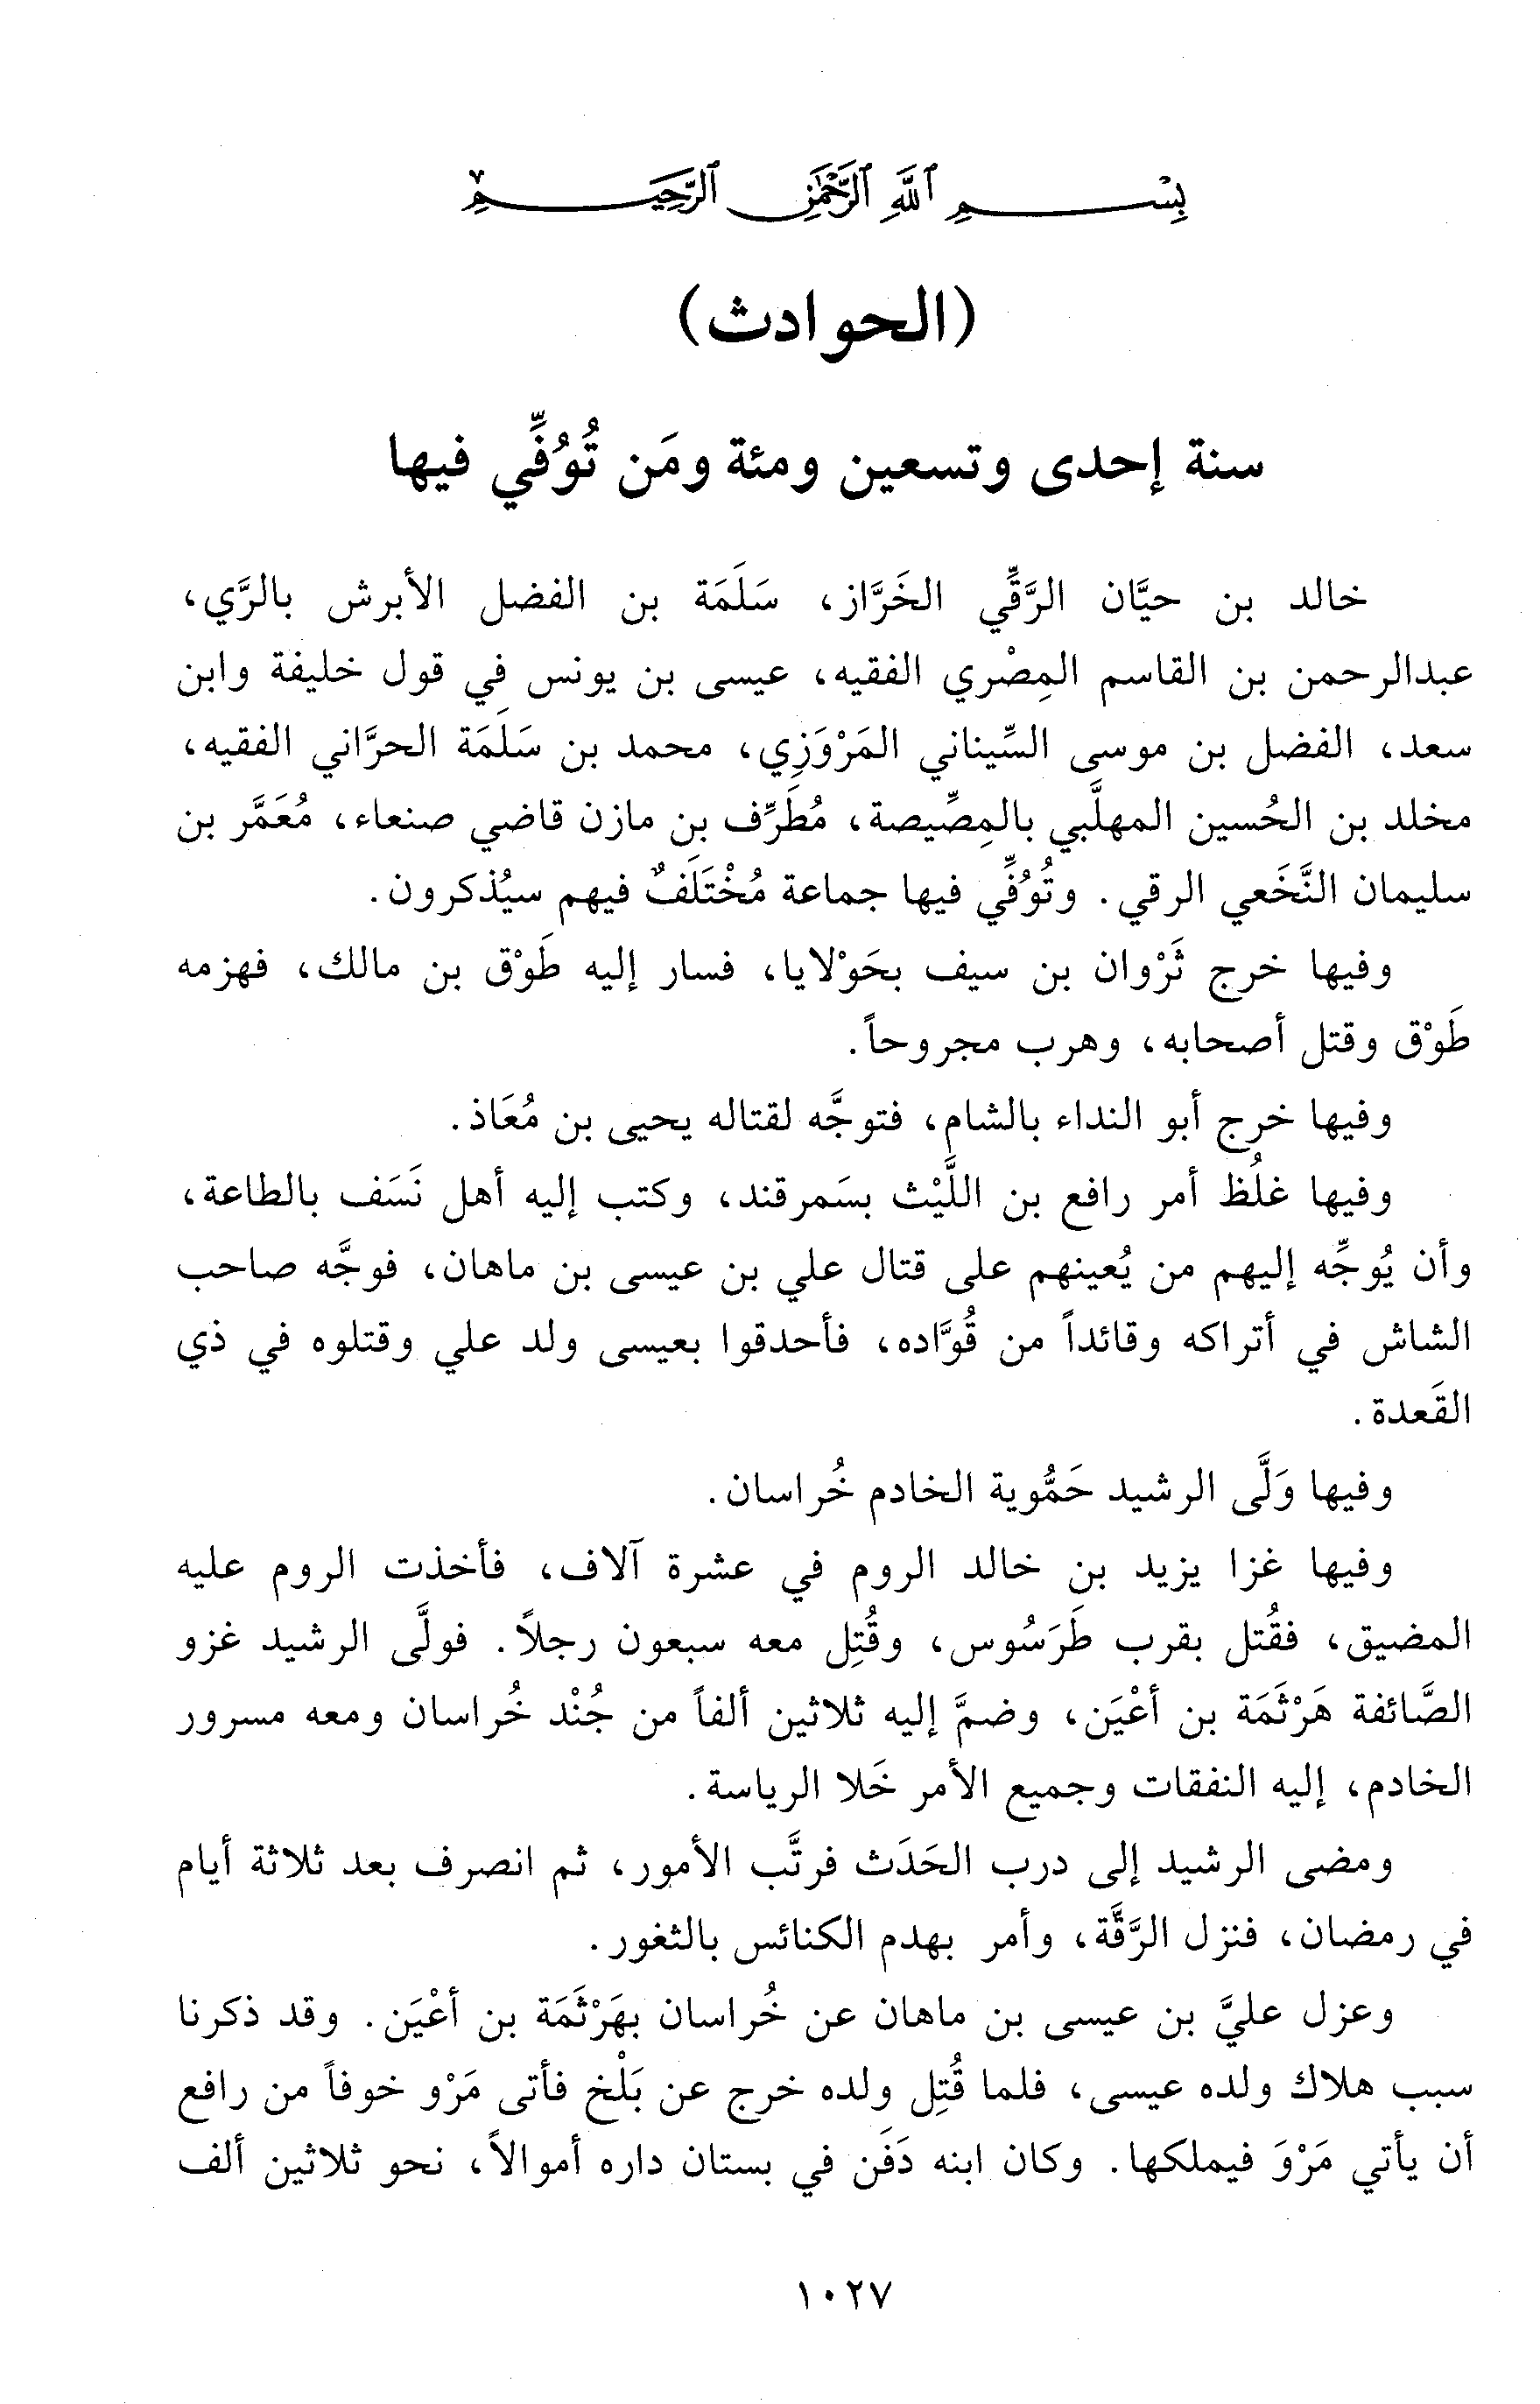 بِسْمِ ٱللَّهِ ٱلرَّحْمَٰنِ ٱلرَّحِيمِ
(الحوادث)
سنة إحدى وتسعين ومئة ومَن تُوُفِّي فيها
خالد بن حيَّان الرَّقِّي الخَرَّاز، سَلَمَة بن الفضل الأبرش بالرَّي،
عبدالرحمن بن القاسم المِصْري الفقيه، عيسى بن يونس في قول خليفة وابن
سعد، الفضل بن موسى السِّيناني المَرْوَزِي، محمد بن سَلَمَة الحرَّاني الفقيه،
مخلد بن الحُسين المهلَّبي بالمِصِّيصة، مُطَرِّف بن مازن قاضي صنعاء، مُعَمَّر بن
سليمان النَّخَعي الرقي. وتُوُفِّي فيها جماعة مُخْتَلَفٌ فيهم سيُذكرون.
وفيها خرج ثَرْوان بن سيف بحَوْلايا، فسار إليه طَوْق بن مالك، فهزمه
طَوْق وقتل أصحابه، وهرب مجروحاً.
وفيها خرج أبو النداء بالشام، فتوجَّه لقتاله يحيى بن مُعَاذ.
وفيها غلُظ أمر رافع بن اللَّيْث بسَمرقند، وكتب إليه أهل نَسَف بالطاعة،
وأن يُوجِّه إليهم من يُعينهم على قتال علي بن عيسى بن ماهان، فوجَّه صاحب
الشاش في أتراكه وقائداً من قُوَّاده، فأحدقوا بعيسى ولد علي وقتلوه في ذي
القَعدة.
وفيها وَلَّى الرشيد حَمُّوية الخادم خُراسان.
وفيها غزا يزيد بن خالد الروم في عشرة آلاف، فأخذت الروم عليه
المضيق، فقُتل بقرب طَرَسُوس، وقُتِل معه سبعون رجلاً. فولَّى الرشيد غزو
الصَّائفة هَرْثَمَة بن أعْيَن، وضمَّ إليه ثلاثين ألفاً من جُنْد خُراسان ومعه مسرور
الخادم، إليه النفقات وجميع الأمر خَلا الرياسة.
ومضى الرشيد إلى درب الحَدَث فرتَّب الأمور، ثم انصرف بعد ثلاثة أيام
في رمضان، فنزل الرَّقَّة، وأمر بهدم الكنائس بالثغور.
وعزل عليَّ بن عيسى بن ماهان عن خُراسان بهَرْثَمَة بن أعْيَن. وقد ذكرنا
سبب هلاك ولده عيسى، فلما قُتِل ولده خرج عن بَلْخ فأتى مَرْو خوفاً من رافع
أن يأتي مَرْوَ فيملكها. وكان ابنه دَفَن في بستان داره أموالاً، نحو ثلاثين ألف
١٠٢٧